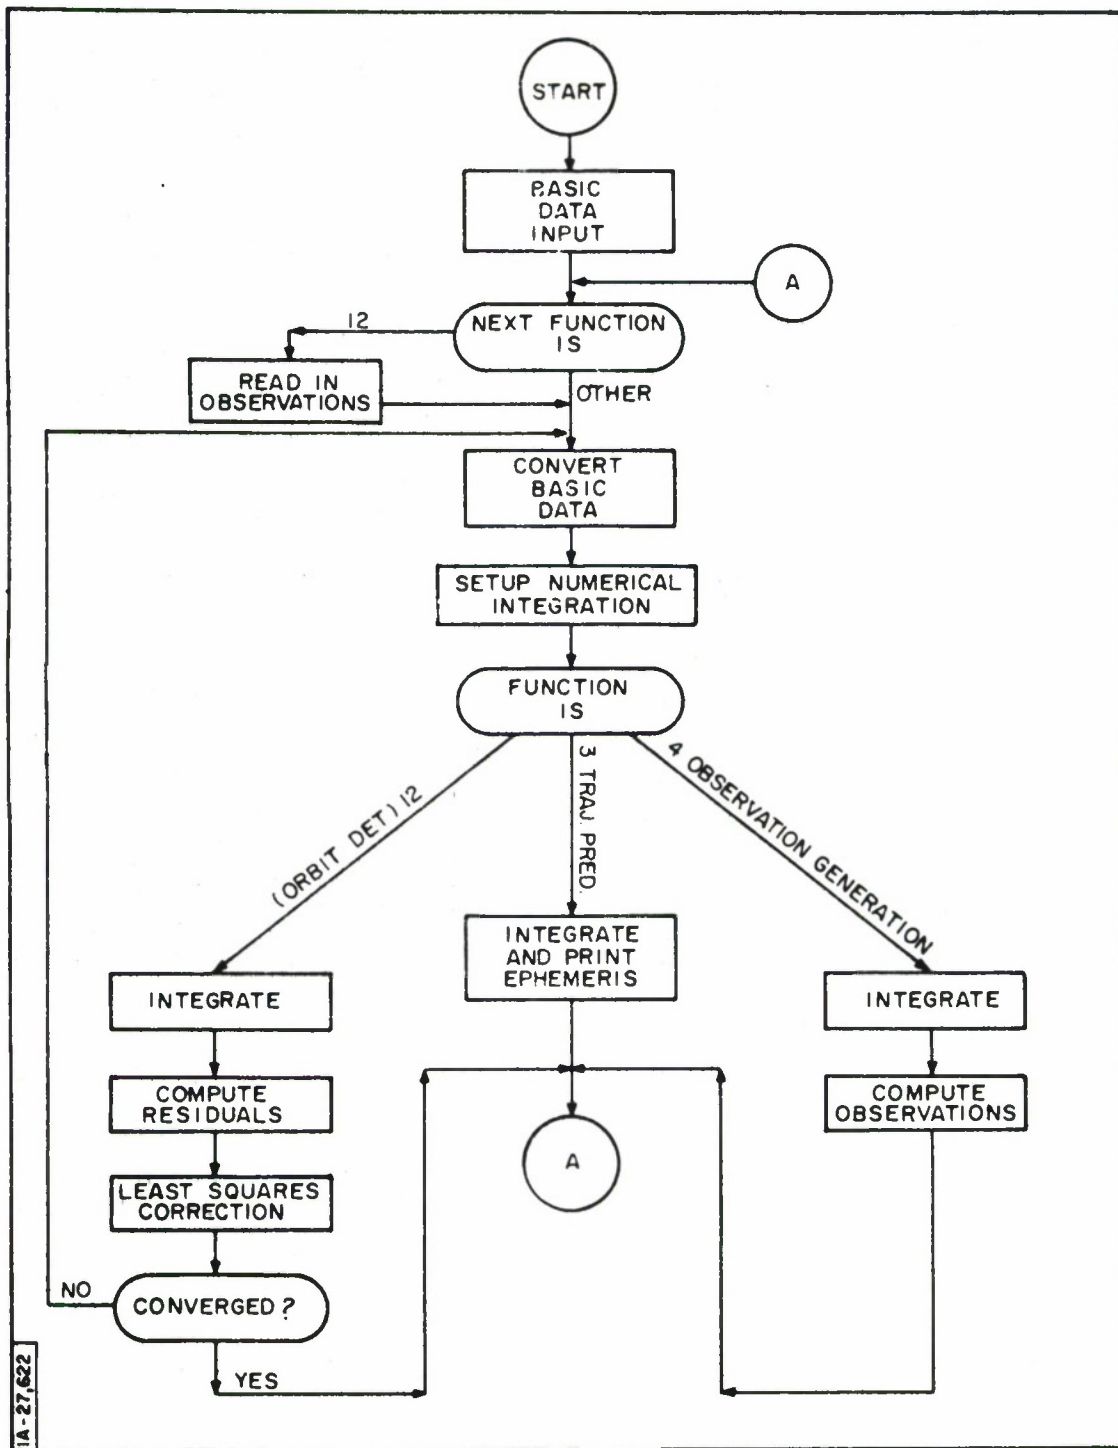 START
BASIC
DATA
INPUT
A
NEXT FUNCTION
IS
12
READ IN
OBSERVATIONS
OTHER
CONVERT
BASIC
DATA
SETUP NUMERICAL
INTEGRATION
FUNCTION
IS
(ORBIT DET) 12
3 TRAJ. PRED.
4 OBSERVATION GENERATION
INTEGRATE
AND PRINT
EPHEMERIS
INTEGRATE
INTEGRATE
COMPUTE
RESIDUALS
COMPUTE
OBSERVATIONS
A
LEAST SQUARES
CORRECTION
NO
CONVERGED?
YES
IA-27,622